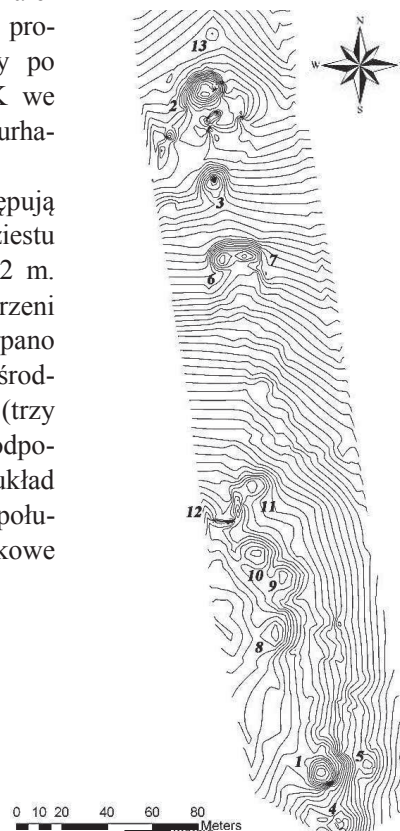 pro-
y po
K we
urha-
ępują
ziestu
2 m.
rzeni
pano
środ-
(trzy
odpo-
układ
połu-
kowe
N
W
S
13
2
3
6
7
12
11
10
9
8
1
5
4
0 10 20 40 60 80
Meters